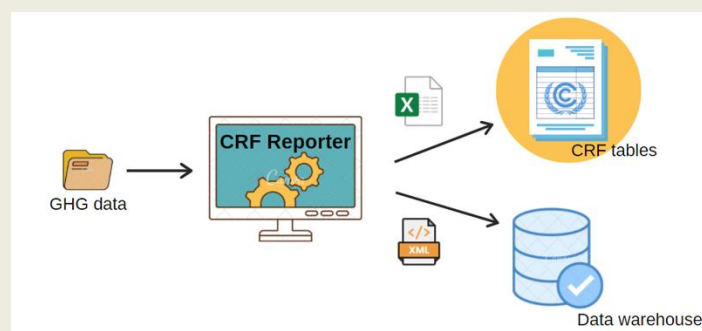 GHG data
CRF Reporter
X
</>
XML
CRF tables
Data warehouse